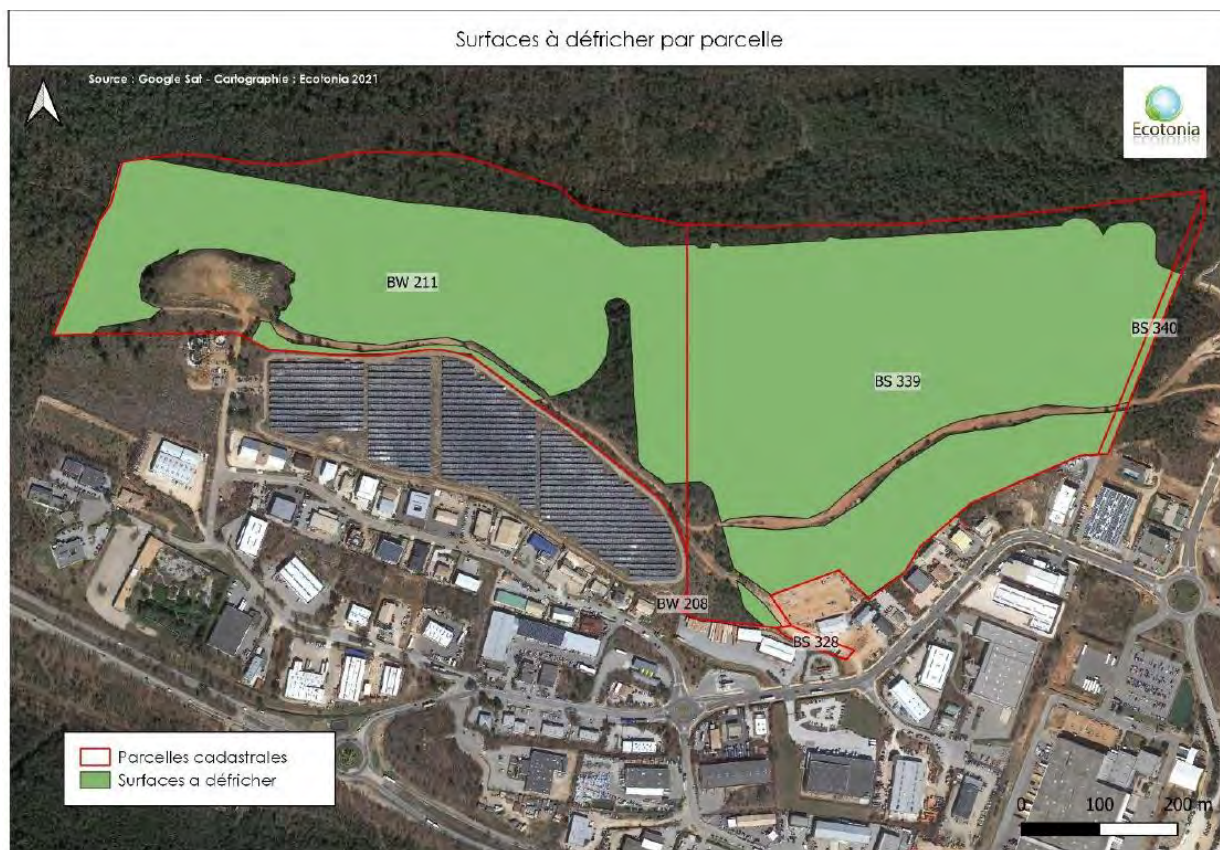 Surfaces à défricher par parcelle
Source : Google Sat - Cartographie : Ecotonia 2021
Ecotonia
BW 211
BS 340
BS 339
BW 208
BS 328
Parcelles cadastrales
Surfaces a défricher
0 100 200 m